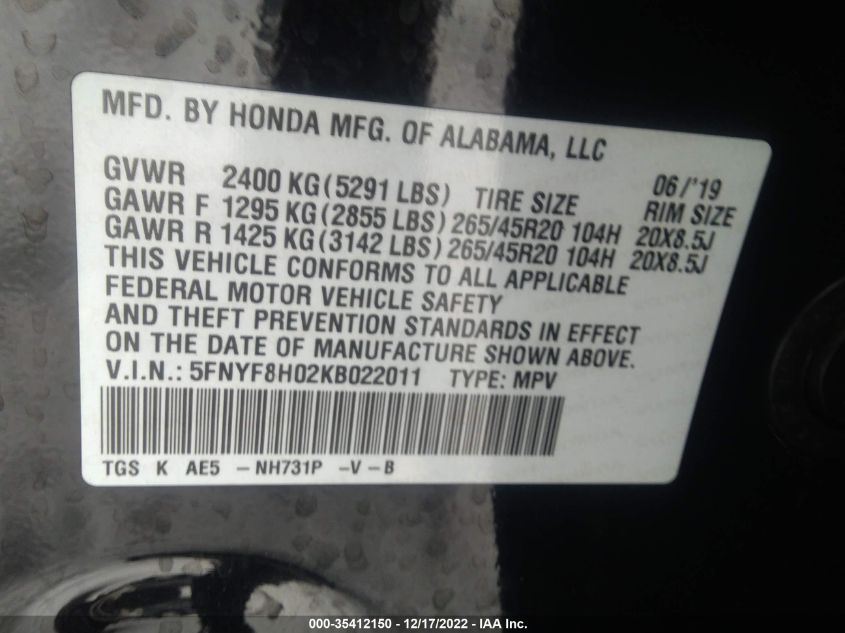 MFD. BY HONDA MFG. OF ALABAMA, LLC
06/'19
GVWR 2400 KG(5291 LBS) TIRE SIZE RIM SIZE
GAWR F 1295 KG(2855 LBS) 265/45R20 104H 20X8.5J
GAWR R 1425 KG(3142 LBS) 265/45R20 104H 20X8.5J
THIS VEHICLE CONFORMS TO ALL APPLICABLE
FEDERAL MOTOR VEHICLE SAFETY
AND THEFT PREVENTION STANDARDS IN EFFECT
ON THE DATE OF MANUFACTURE SHOWN ABOVE.
V.I.N.: 5FNYF8H02KB022011 TYPE: MPV
TGS K AE5 – NH731P –V – B
000-35412150 - 12/17/2022 - IAA Inc.